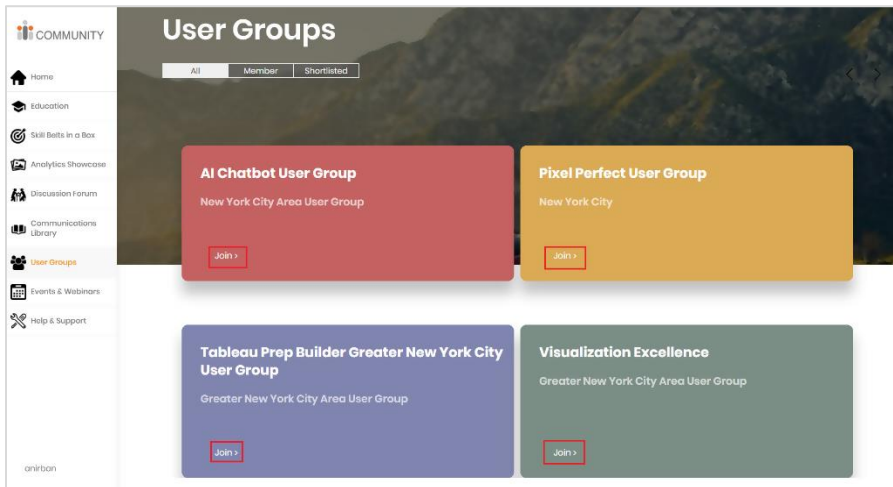 COMMUNITY
Home
Education
Skill Belts in a Box
Analytics Showcase
Discussion Forum
Communications
Library
User Groups
Events & Webinars
Help & Support
anirban
User Groups
All Member Shortlisted
AI Chatbot User Group
New York City Area User Group
Join >
Pixel Perfect User Group
New York City
Join >
Tableau Prep Builder Greater New York City
User Group
Greater New York City Area User Group
Join >
Visualization Excellence
Greater New York City Area User Group
Join >